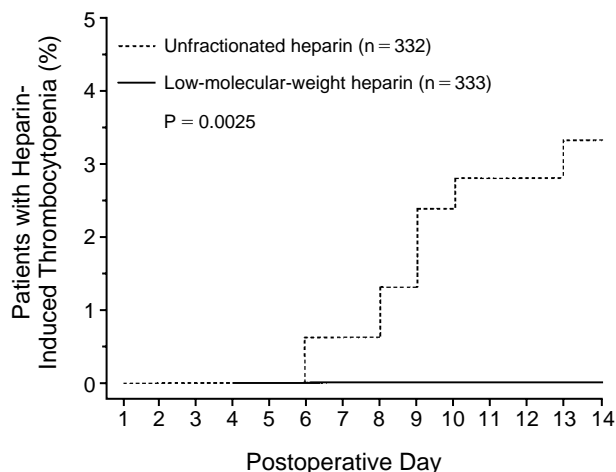 Patients with Heparin-
Induced Thrombocytopenia (%)
5
4
3
2
1
0
Unfractionated heparin (n = 332)
Low-molecular-weight heparin (n = 333)
P = 0.0025
1 2 3 4 5 6 7 8 9 10 11 12 13 14
Postoperative Day